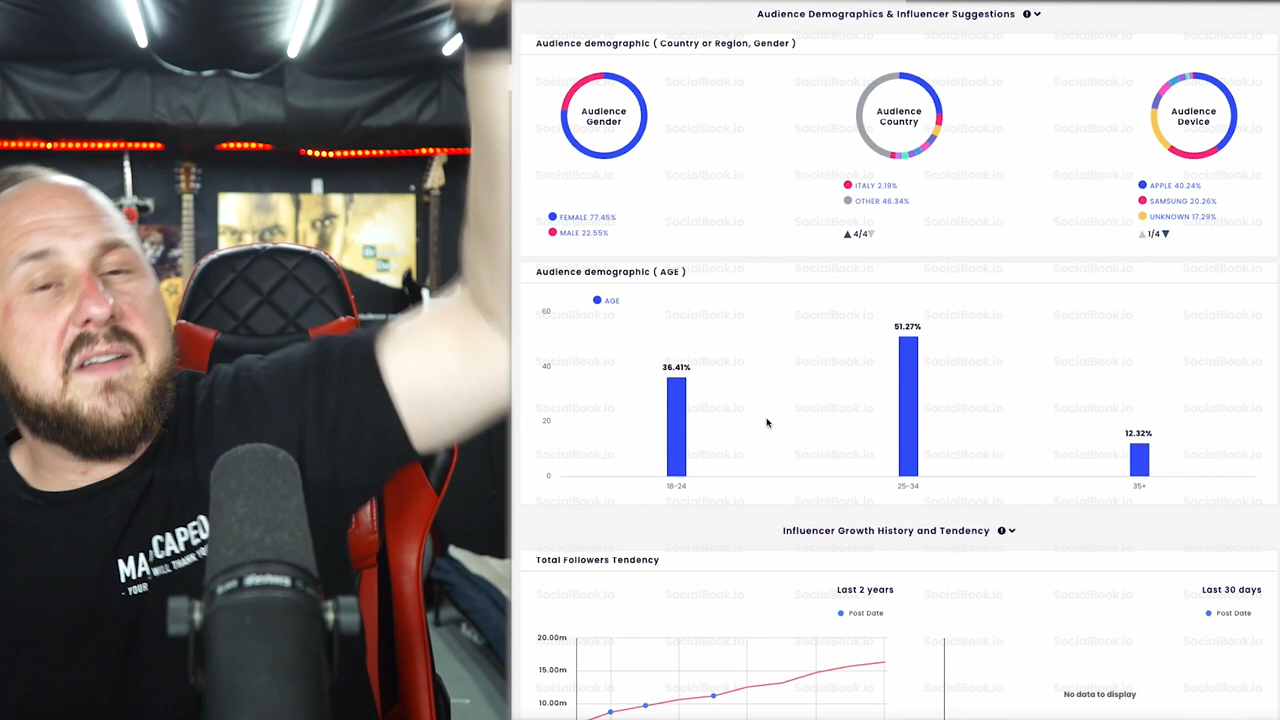 Audience Demographics & Influencer Suggestions
Audience demographic ( Country or Region, Gender )
Audience Gender
FEMALE 77.45%
MALE 22.55%
Audience Country
ITALY 2.19%
OTHER 46.34%
4/4
Audience Device
APPLE 40.24%
SAMSUNG 20.26%
UNKNOWN 17.29%
1/4
Audience demographic ( AGE )
AGE
60
40
20
0
36.41%
51.27%
12.32%
18-24
25-34
35+
Influencer Growth History and Tendency
Total Followers Tendency
Last 2 years
Post Date
20.00m
15.00m
10.00m
Last 30 days
Post Date
No data to display
SocialBook.io
WILL THANK YOU
- YOUR